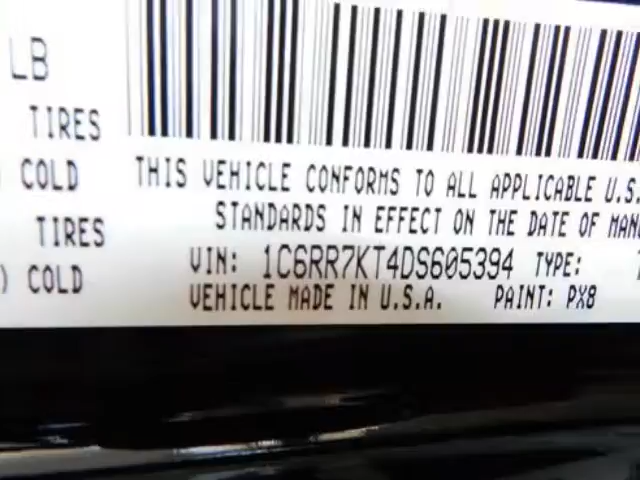 LB
TIRES
COLD
TIRES
) COLD
THIS VEHICLE CONFORMS TO ALL APPLICABLE U.S.
STANDARDS IN EFFECT ON THE DATE OF MAN
VIN: 1C6RR7KT4DS605394 TYPE:
VEHICLE MADE IN U.S.A. PAINT: PX8